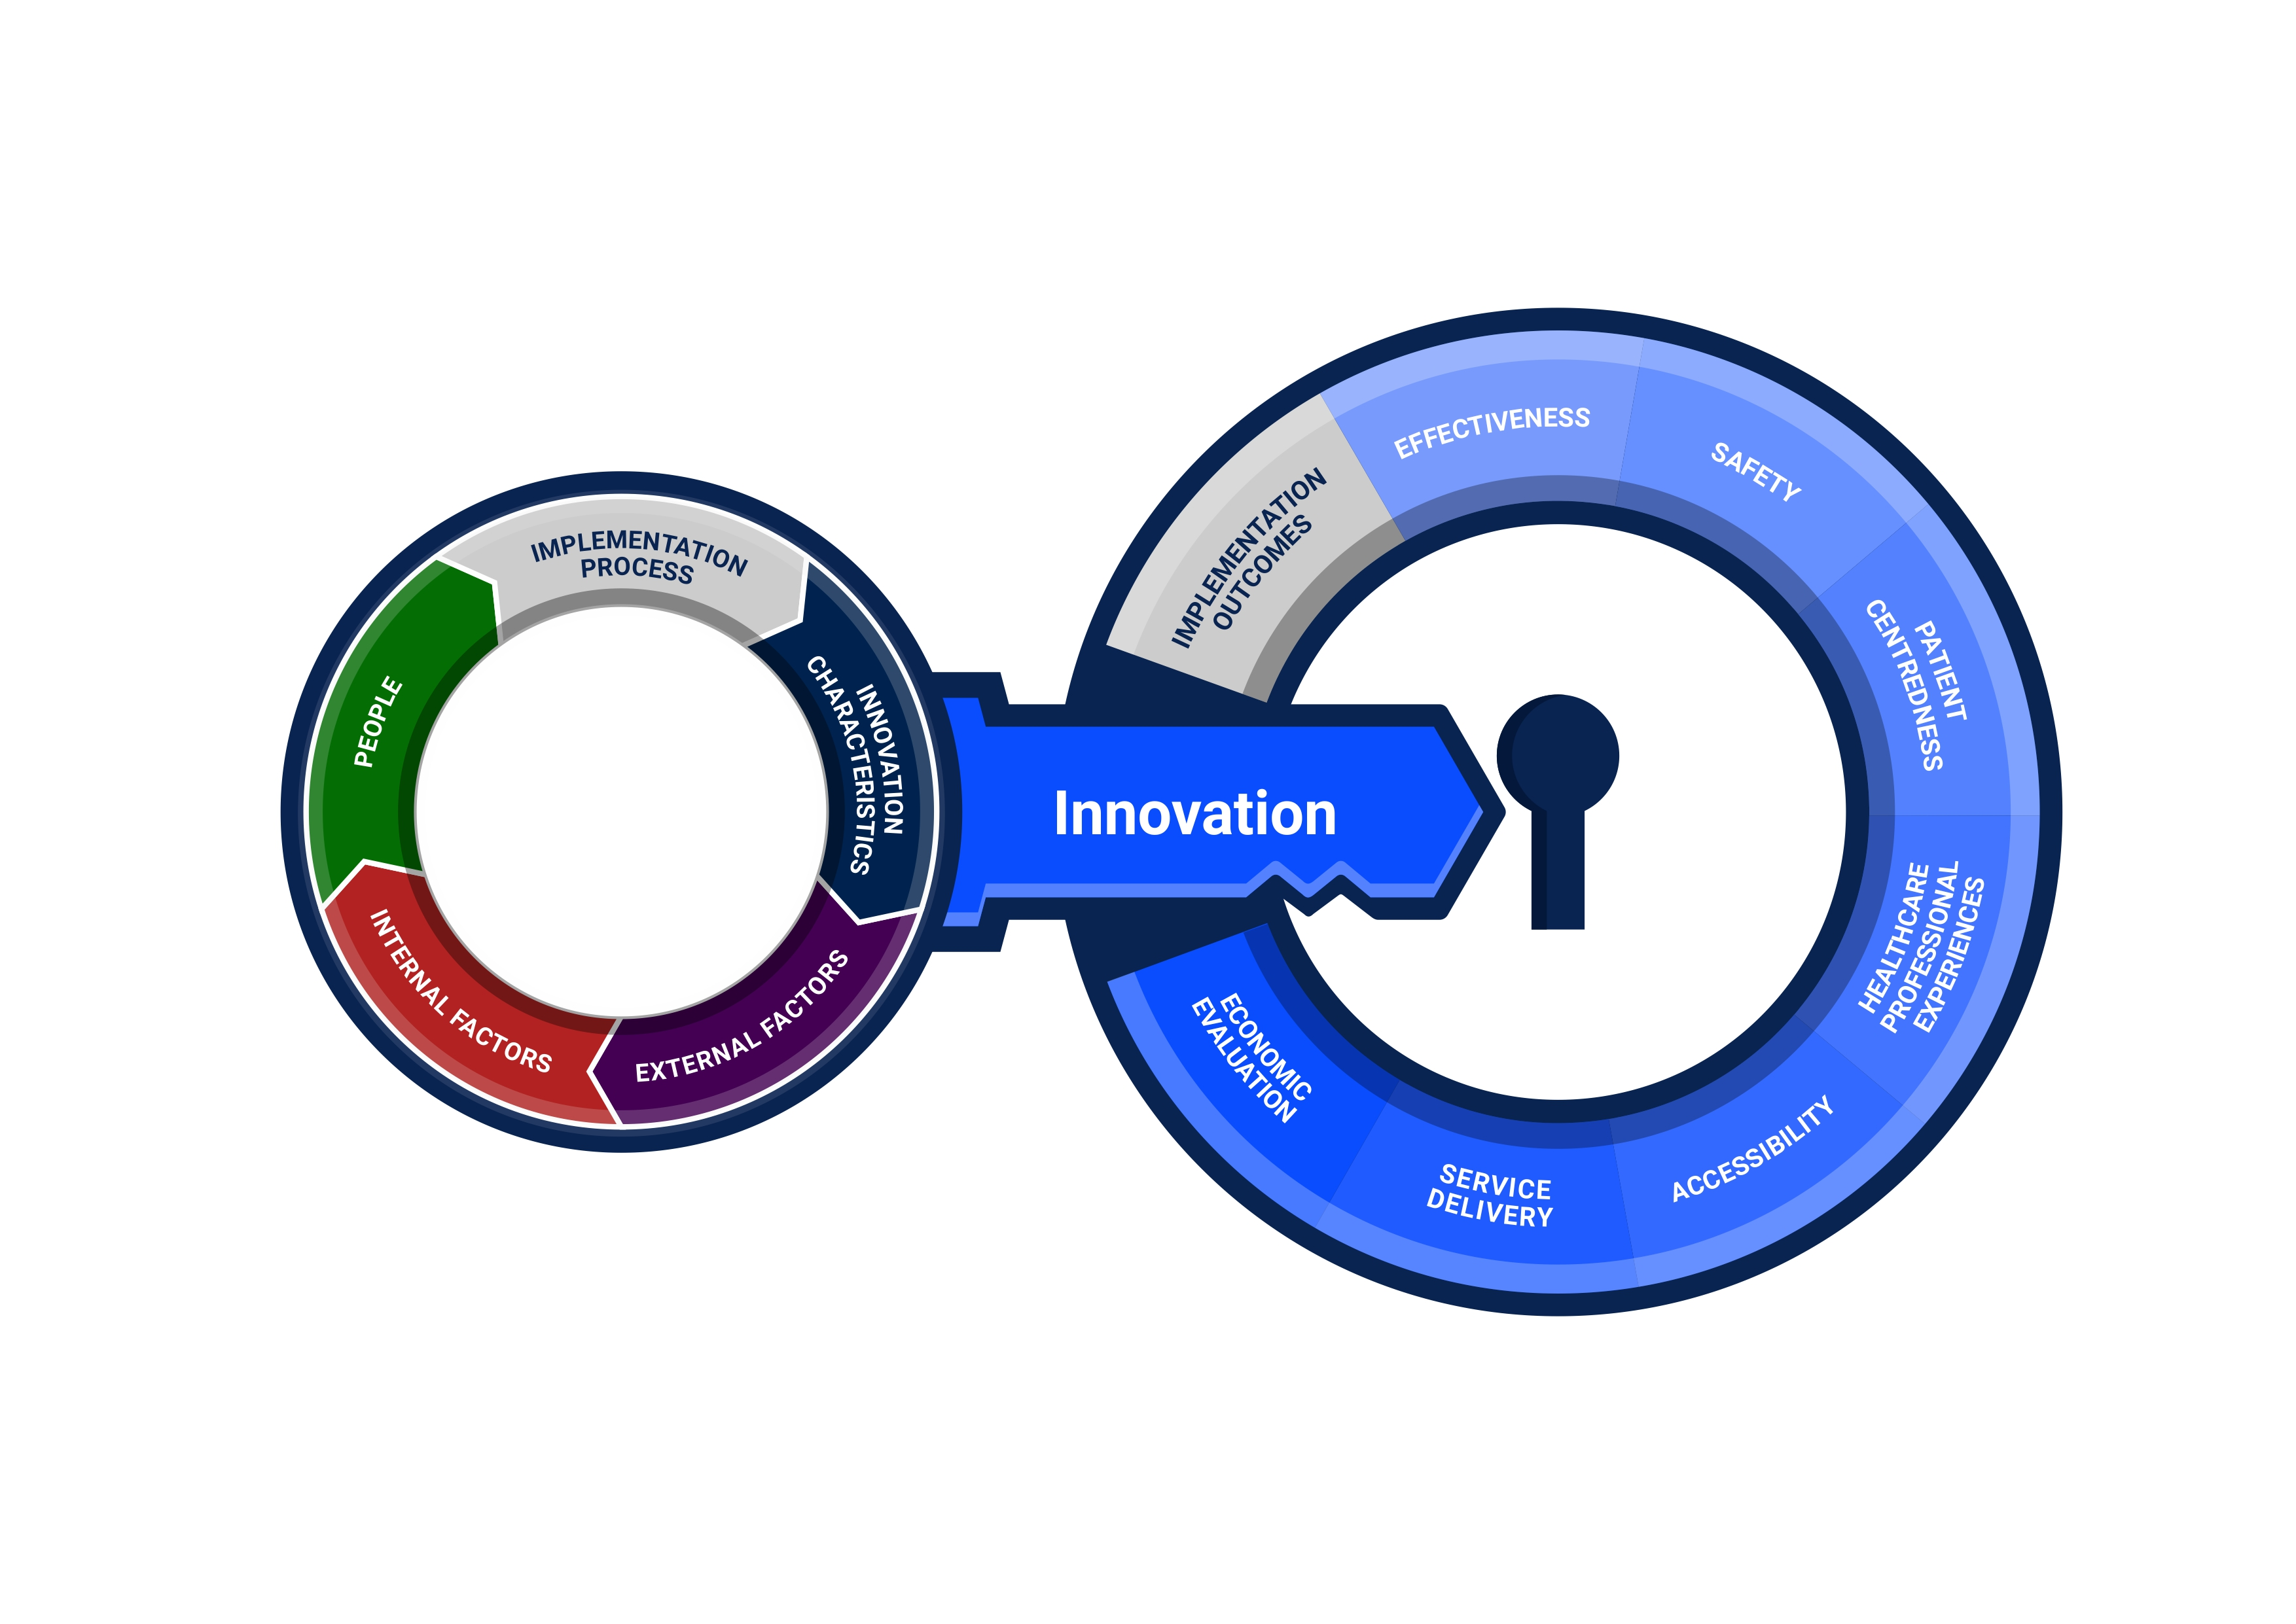 IMPLEMENTATION
PROCESS
INNOVATION
CHARACTERISTICS
EXTERNAL FACTORS
INTERNAL FACTORS
PEOPLE
Innovation
IMPLEMENTATION
OUTCOMES
EFFECTIVENESS
SAFETY
PATIENT
CENTREDNESS
HEALTHCARE
PROFESSIONAL
EXPERIENCES
ACCESSIBILITY
SERVICE
DELIVERY
ECONOMIC
EVALUATION